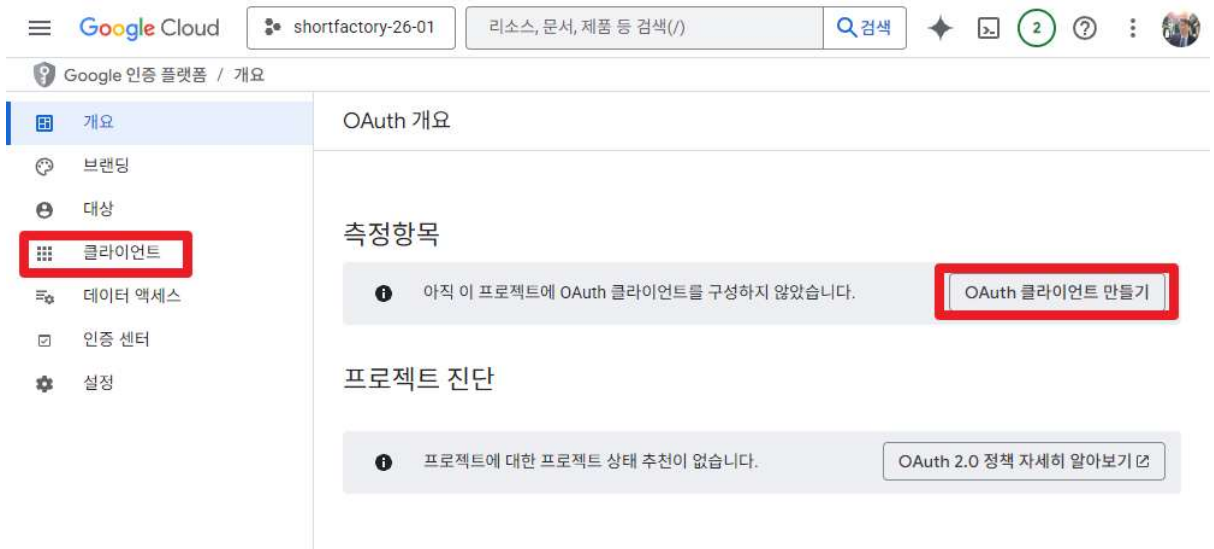 Google Cloud shortfactory-26-01 리소스, 문서, 제품 등 검색(/) 검색 2
Google 인증 플랫폼 / 개요
개요
브랜딩
대상
클라이언트
데이터 액세스
인증 센터
설정
OAuth 개요
측정항목
아직 이 프로젝트에 OAuth 클라이언트를 구성하지 않았습니다. OAuth 클라이언트 만들기
프로젝트 진단
프로젝트에 대한 프로젝트 상태 추천이 없습니다. OAuth 2.0 정책 자세히 알아보기